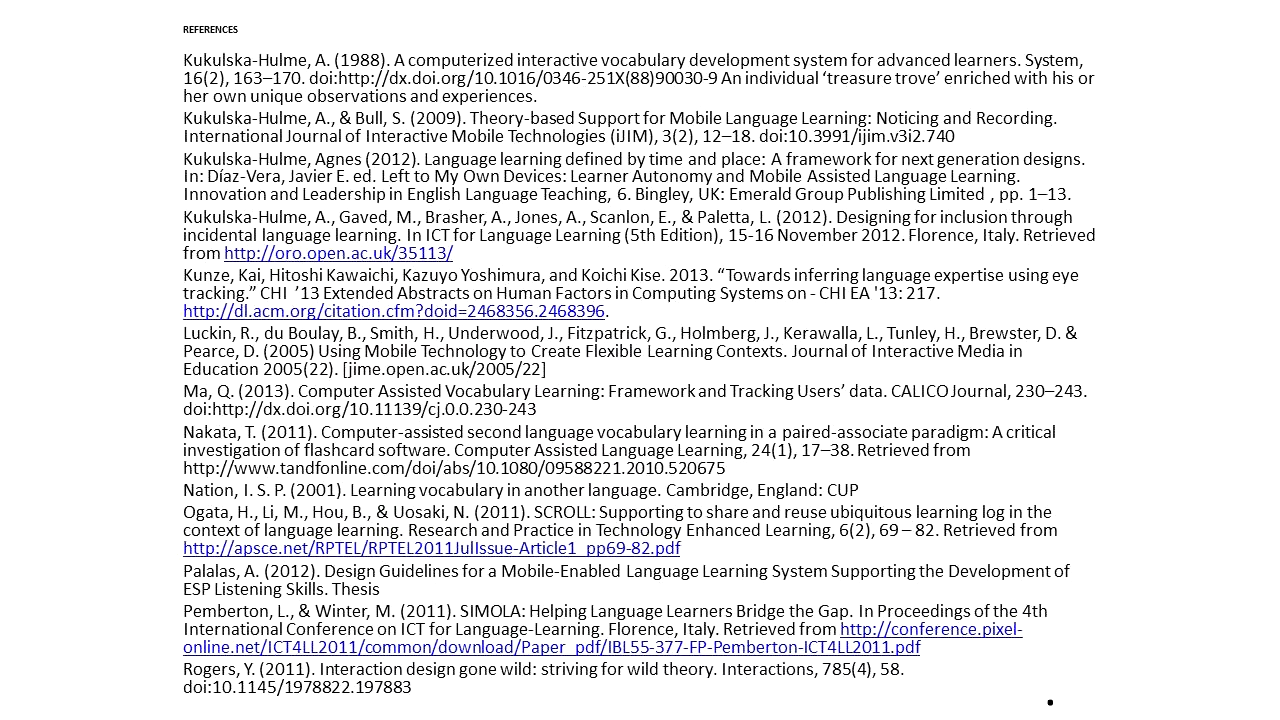 REFERENCES
Kukulska-Hulme, A. (1988). A computerized interactive vocabulary development system for advanced learners. System,
16(2), 163–170. doi:http://dx.doi.org/10.1016/0346-251X(88)90030-9 An individual ‘treasure trove’ enriched with his or
her own unique observations and experiences.
Kukulska-Hulme, A., & Bull, S. (2009). Theory-based Support for Mobile Language Learning: Noticing and Recording.
International Journal of Interactive Mobile Technologies (iJIM), 3(2), 12–18. doi:10.3991/ijim.v3i2.740
Kukulska-Hulme, Agnes (2012). Language learning defined by time and place: A framework for next generation designs.
In: Díaz-Vera, Javier E. ed. Left to My Own Devices: Learner Autonomy and Mobile Assisted Language Learning.
Innovation and Leadership in English Language Teaching, 6. Bingley, UK: Emerald Group Publishing Limited , pp. 1–13.
Kukulska-Hulme, A., Gaved, M., Brasher, A., Jones, A., Scanlon, E., & Paletta, L. (2012). Designing for inclusion through
incidental language learning. In ICT for Language Learning (5th Edition), 15-16 November 2012. Florence, Italy. Retrieved
from http://oro.open.ac.uk/35113/
Kunze, Kai, Hitoshi Kawaichi, Kazuyo Yoshimura, and Koichi Kise. 2013. “Towards inferring language expertise using eye
tracking.” CHI ’13 Extended Abstracts on Human Factors in Computing Systems on - CHI EA '13: 217.
http://dl.acm.org/citation.cfm?doid=2468356.2468396.
Luckin, R., du Boulay, B., Smith, H., Underwood, J., Fitzpatrick, G., Holmberg, J., Kerawalla, L., Tunley, H., Brewster, D. &
Pearce, D. (2005) Using Mobile Technology to Create Flexible Learning Contexts. Journal of Interactive Media in
Education 2005(22). [jime.open.ac.uk/2005/22]
Ma, Q. (2013). Computer Assisted Vocabulary Learning: Framework and Tracking Users’ data. CALICO Journal, 230–243.
doi:http://dx.doi.org/10.11139/cj.0.0.230-243
Nakata, T. (2011). Computer-assisted second language vocabulary learning in a paired-associate paradigm: A critical
investigation of flashcard software. Computer Assisted Language Learning, 24(1), 17–38. Retrieved from
http://www.tandfonline.com/doi/abs/10.1080/09588221.2010.520675
Nation, I. S. P. (2001). Learning vocabulary in another language. Cambridge, England: CUP
Ogata, H., Li, M., Hou, B., & Uosaki, N. (2011). SCROLL: Supporting to share and reuse ubiquitous learning log in the
context of language learning. Research and Practice in Technology Enhanced Learning, 6(2), 69 – 82. Retrieved from
http://apsce.net/RPTEL/RPTEL2011JulIssue-Article1_pp69-82.pdf
Palalas, A. (2012). Design Guidelines for a Mobile-Enabled Language Learning System Supporting the Development of
ESP Listening Skills. Thesis
Pemberton, L., & Winter, M. (2011). SIMOLA: Helping Language Learners Bridge the Gap. In Proceedings of the 4th
International Conference on ICT for Language-Learning. Florence, Italy. Retrieved from http://conference.pixel-
online.net/ICT4LL2011/common/download/Paper_pdf/IBL55-377-FP-Pemberton-ICT4LL2011.pdf
Rogers, Y. (2011). Interaction design gone wild: striving for wild theory. Interactions, 785(4), 58.
doi:10.1145/1978822.197883
•